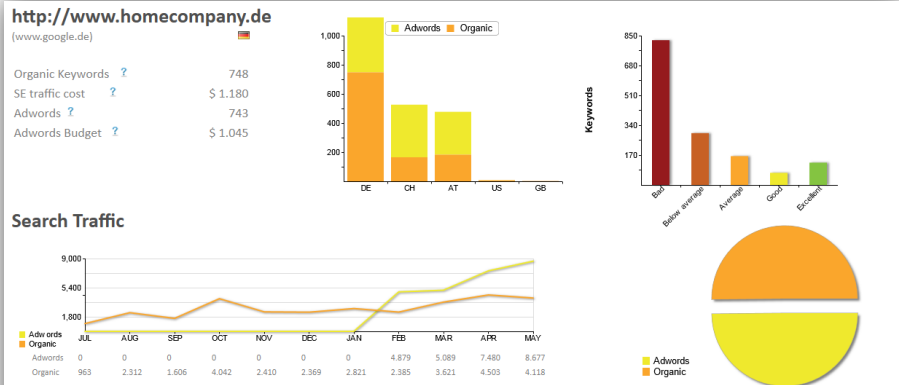 http://www.homecompany.de
(www.google.de)
Organic Keywords ? 748
SE traffic cost ? $ 1.180
Adwords ? 743
Adwords Budget ? $ 1.045
Adwords Organic
1,000
800
600
400
200
DE CH AT US GB
Keywords
850
680
510
340
170
Bad Below average Average Good Excellent
Search Traffic
9,000
5,400
1,800
Adwords
Organic
JUL AUG SEP OCT NOV DEC JAN FEB MAR APR MAY
Adwords 0 0 0 0 0 0 0 4.879 5.089 7.480 8.677
Organic 963 2.312 1.606 4.042 2.410 2.369 2.821 2.385 3.621 4.503 4.118
Adwords
Organic